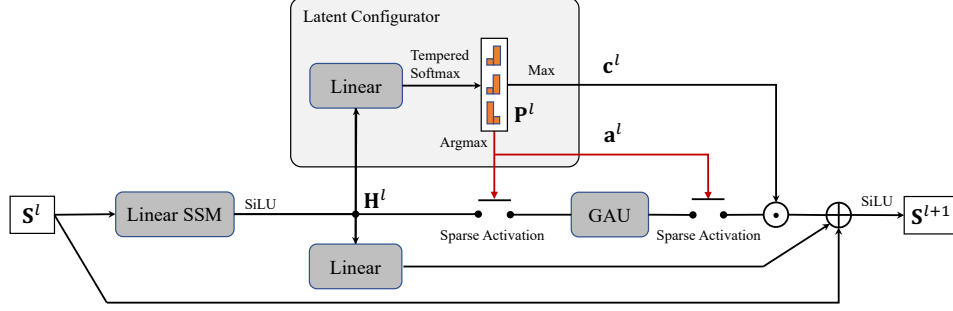 Latent Configurator
Tempered
Softmax
Linear
Max
c^l
P^l
Argmax
a^l
S^l
Linear SSM
SiLU
H^l
GAU
SiLU
S^{l+1}
Sparse Activation
Sparse Activation
Linear